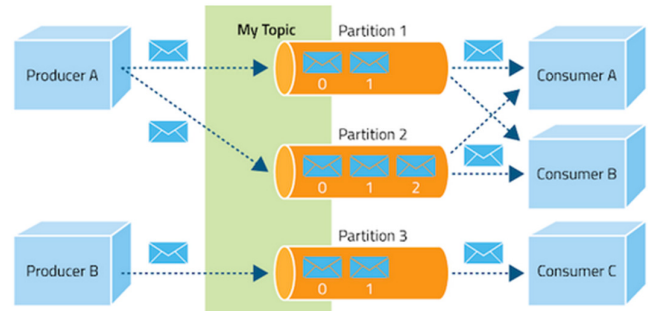 My Topic
Partition 1
Producer A
0 1
Consumer A
Partition 2
0 1 2
Consumer B
Partition 3
Producer B
0 1
Consumer C